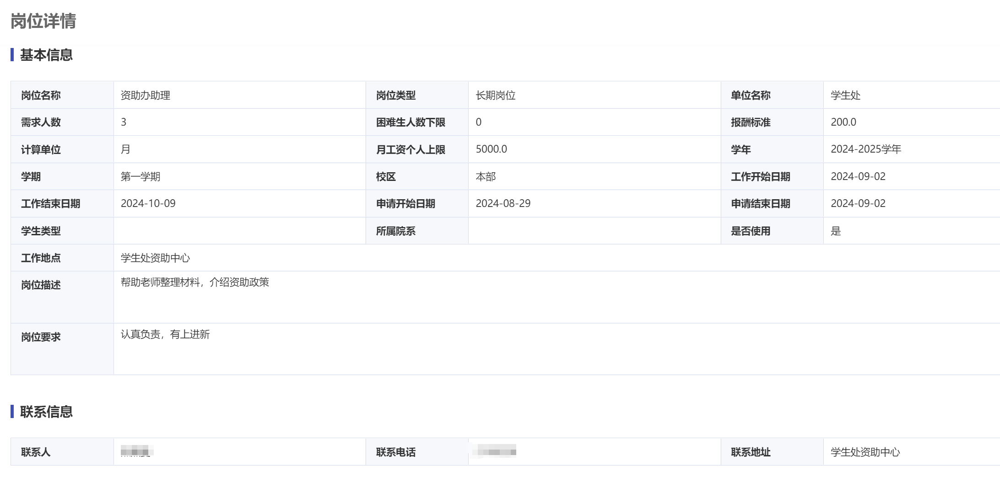 岗位详情
基本信息
岗位名称 资助办助理 岗位类型 长期岗位 单位名称 学生处
需求人数 3 困难生人数下限 0 报酬标准 200.0
计算单位 月 月工资个人上限 5000.0 学年 2024-2025学年
学期 第一学期 校区 本部 工作开始日期 2024-09-02
工作结束日期 2024-10-09 申请开始日期 2024-08-29 申请结束日期 2024-09-02
学生类型 所属院系 是否使用 是
工作地点 学生处资助中心
岗位描述 帮助老师整理材料，介绍资助政策
岗位要求 认真负责，有上进新
联系信息
联系人 联系电话 联系地址 学生处资助中心